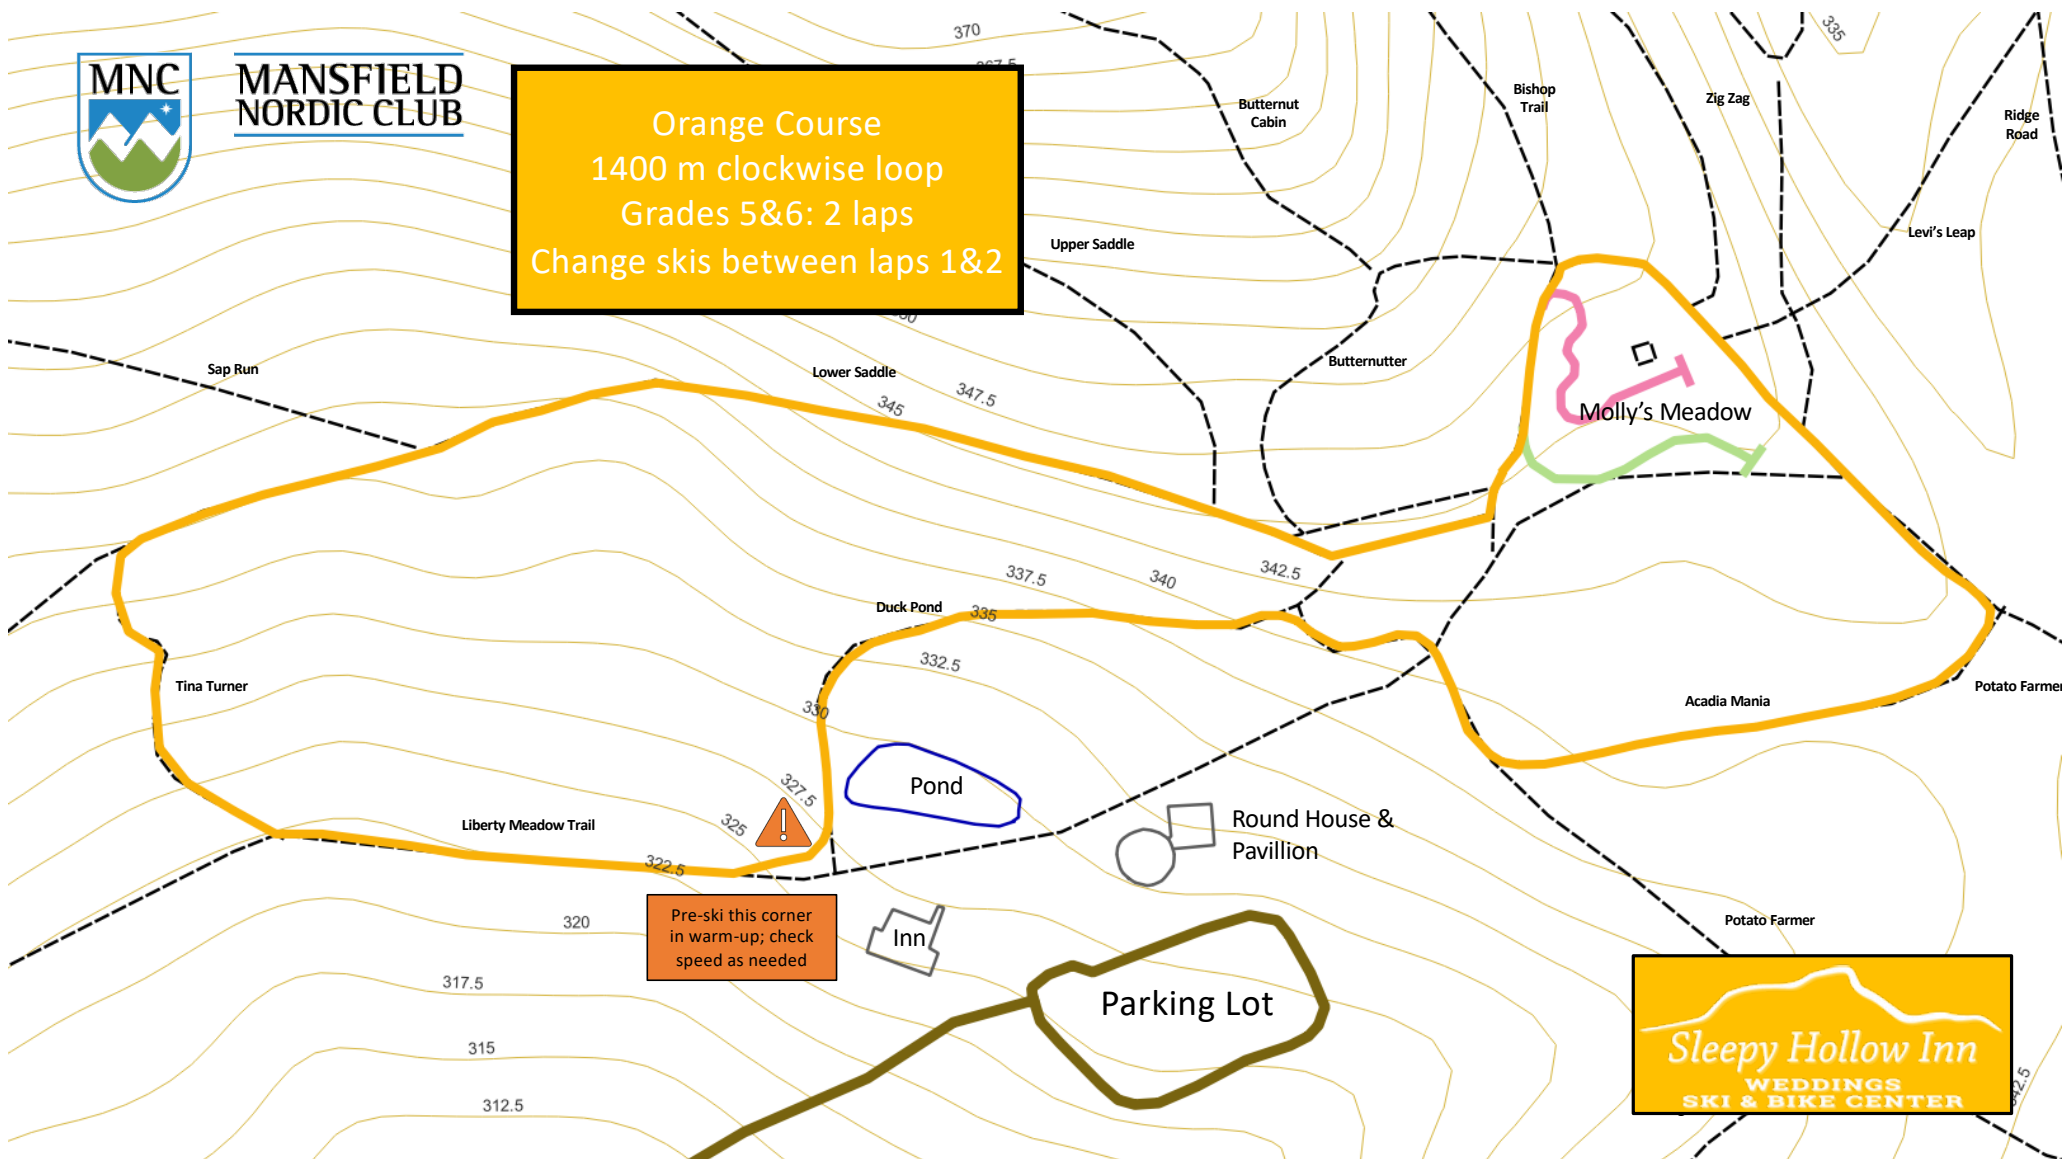 MNC
MANSFIELD
NORDIC CLUB
Orange Course
1400 m clockwise loop
Grades 5&6: 2 laps
Change skis between laps 1&2
370
Butternut
Cabin
Bishop
Trail
Zig Zag
335
Ridge
Road
Levi's Leap
Upper Saddle
Sap Run
Lower Saddle
Butternutter
347.5
345
Molly's Meadow
337.5
340
342.5
Duck Pond
335
332.5
Tina Turner
330
Acadia Mania
Potato Farmer
Pond
327.5
325
Liberty Meadow Trail
322.5
Round House &
Pavillion
Pre-ski this corner
in warm-up; check
speed as needed
320
Inn
Potato Farmer
317.5
Parking Lot
315
312.5
Sleepy Hollow Inn
WEDDINGS
SKI & BIKE CENTER